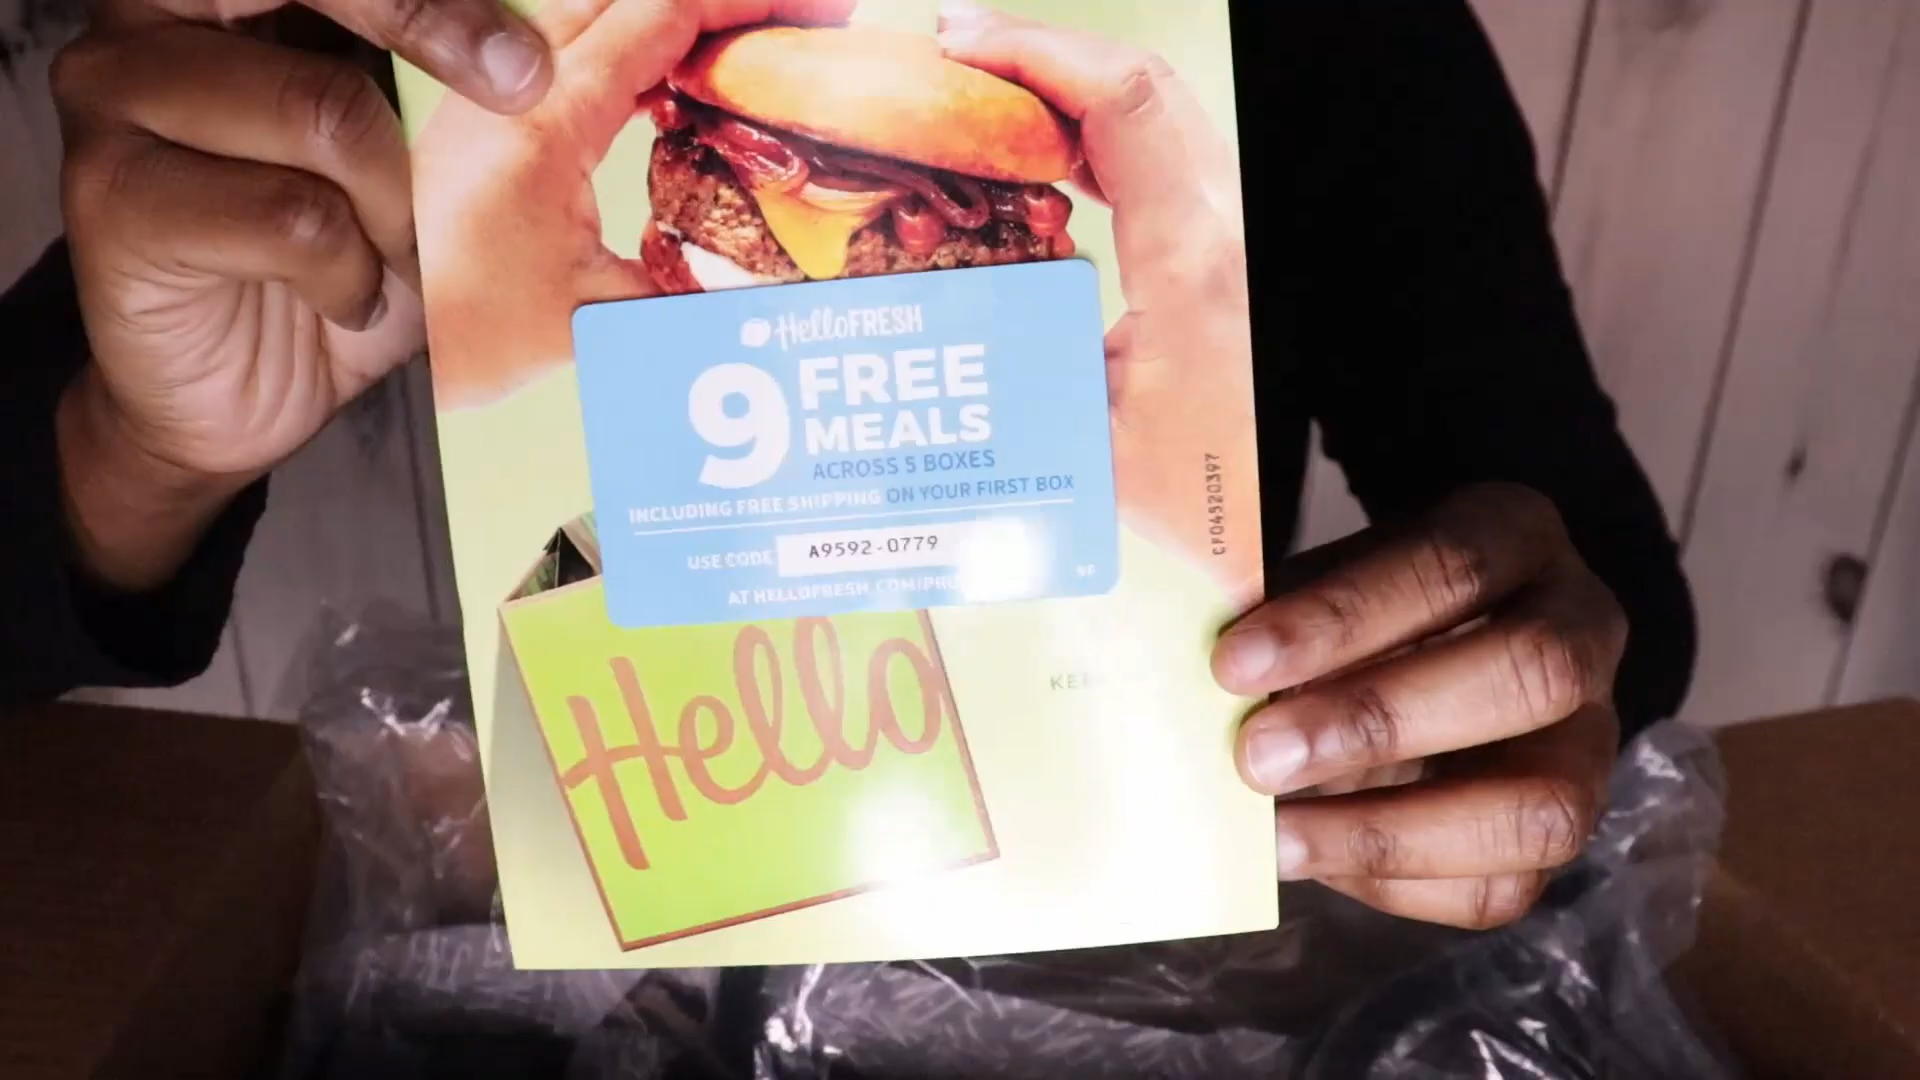 HelloFRESH
9 FREE
MEALS
ACROSS 5 BOXES
INCLUDING FREE SHIPPING ON YOUR FIRST BOX
USE CODE A9592-0779
AT HELLOFRESH.COM/
CF04520397
Hello